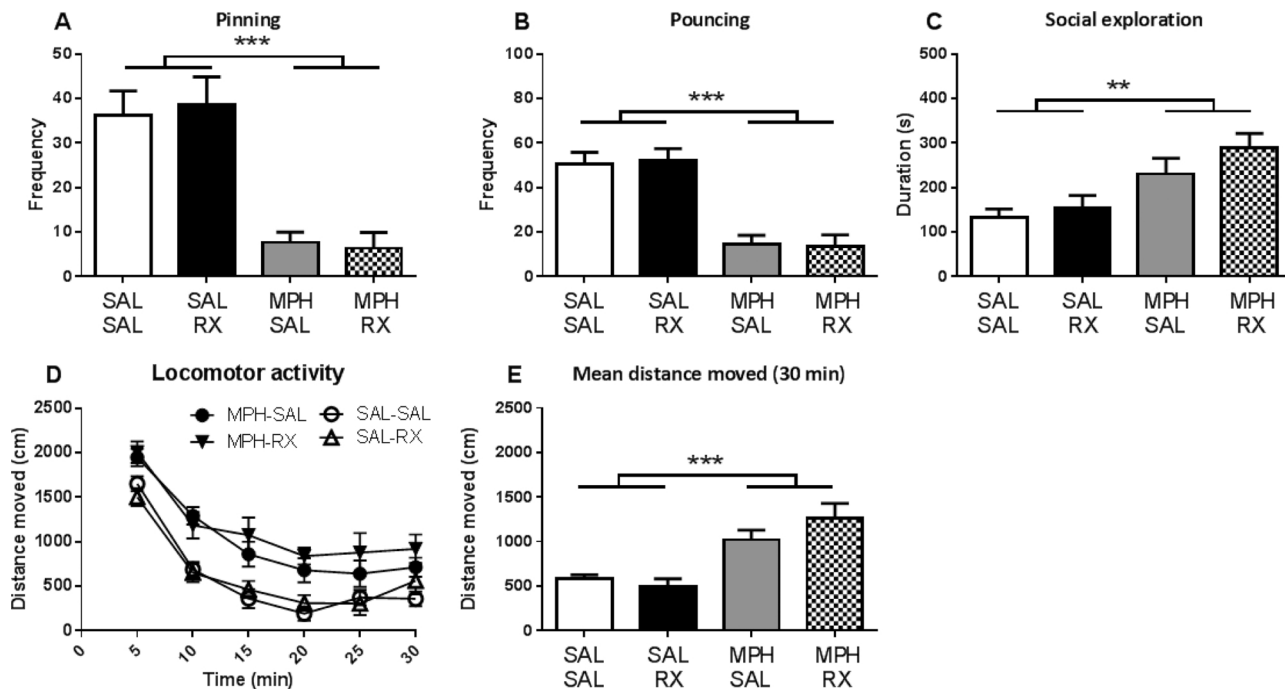 A Pinning
***
50
40
30
20
10
0
Frequency
SAL SAL MPH MPH
SAL RX SAL RX
B Pouncing
***
100
80
60
40
20
0
Frequency
SAL SAL MPH MPH
SAL RX SAL RX
C Social exploration
**
500
400
300
200
100
0
Duration (s)
SAL SAL MPH MPH
SAL RX SAL RX
D Locomotor activity
MPH-SAL SAL-SAL
MPH-RX SAL-RX
2500
2000
1500
1000
500
0
Distance moved (cm)
0 5 10 15 20 25 30
Time (min)
E Mean distance moved (30 min)
***
2500
2000
1500
1000
500
0
Distance moved (cm)
SAL SAL MPH MPH
SAL RX SAL RX